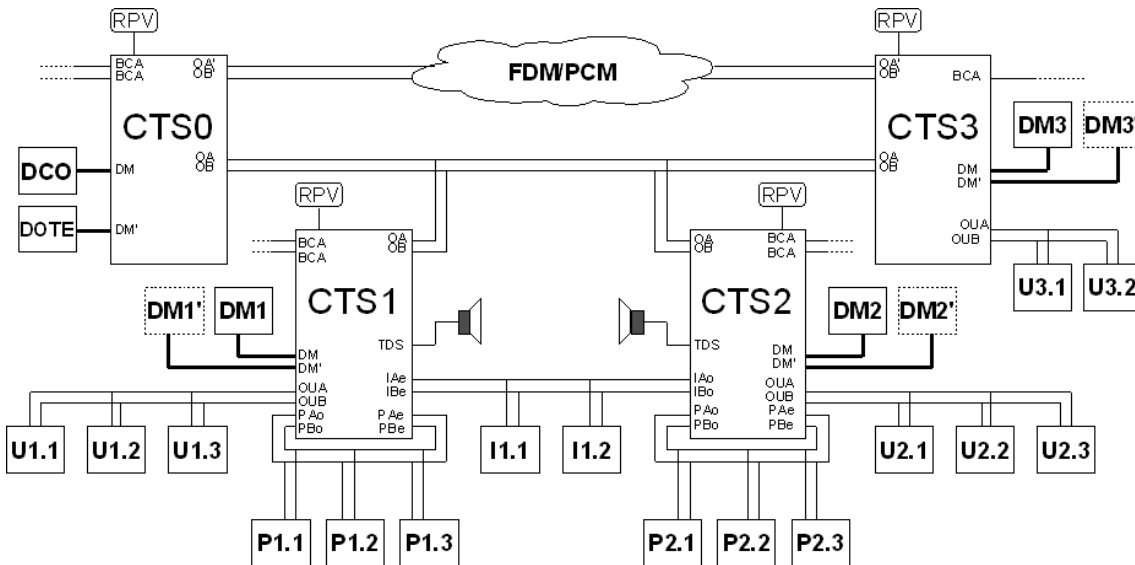 RPV
RPV
BCA
BCA
OA'
OB'
FDM/PCM
OA'
OB'
BCA
CTS0
CTS3
DM3
DM3'
DCO
DM
OA
OB
OA
OB
DM
DM'
RPV
RPV
DOTE
DM'
OUA
OUB
BCA
BCA
OA
OB
OA
OB
BCA
BCA
U3.1
U3.2
CTS1
CTS2
DM1'
DM1
DM2
DM2'
TDS
TDS
DM
DM'
DM
DM'
OUA
OUB
IAe
IBe
IAo
IBo
OUA
OUB
PAo
PBo
PAe
PBe
PAo
PBo
PAe
PBe
U1.1
U1.2
U1.3
I1.1
I1.2
U2.1
U2.2
U2.3
P1.1
P1.2
P1.3
P2.1
P2.2
P2.3